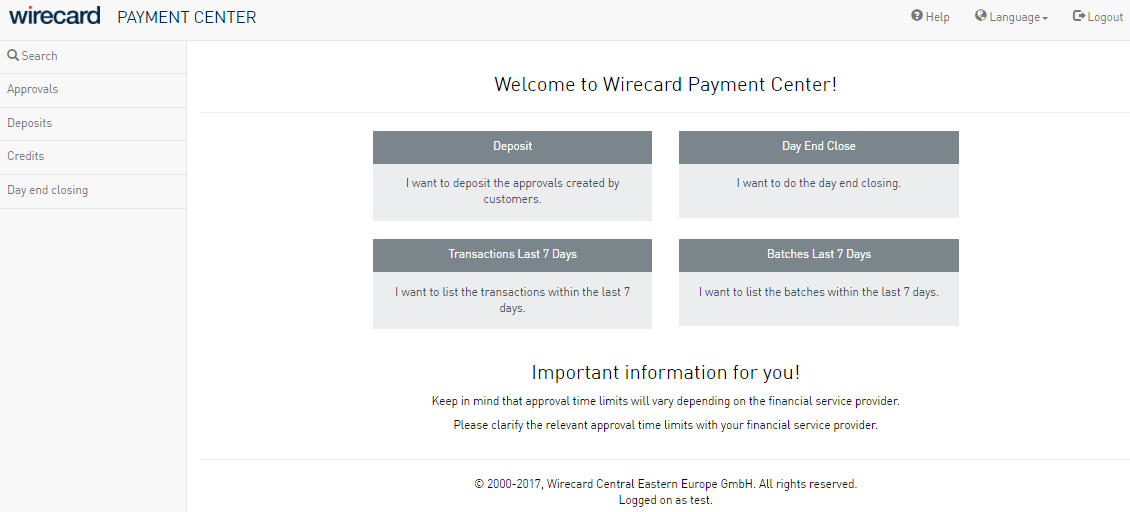 wirecard PAYMENT CENTER
Help
Language
Logout
Search
Approvals
Deposits
Credits
Day end closing
Welcome to Wirecard Payment Center!
Deposit
I want to deposit the approvals created by
customers.
Day End Close
I want to do the day end closing.
Transactions Last 7 Days
I want to list the transactions within the last 7
days.
Batches Last 7 Days
I want to list the batches within the last 7 days.
Important information for you!
Keep in mind that approval time limits will vary depending on the financial service provider.
Please clarify the relevant approval time limits with your financial service provider.
© 2000-2017, Wirecard Central Eastern Europe GmbH. All rights reserved.
Logged on as test.